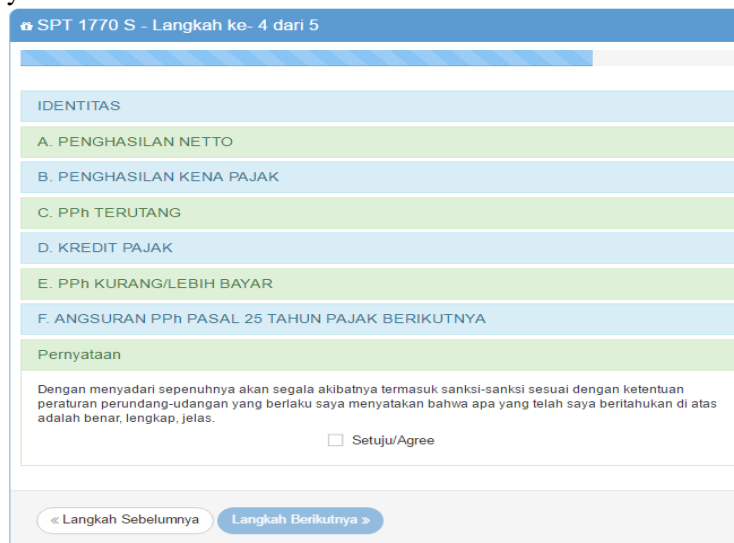 SPT 1770 S - Langkah ke- 4 dari 5
IDENTITAS
A. PENGHASILAN NETTO
B. PENGHASILAN KENA PAJAK
C. PPh TERUTANG
D. KREDIT PAJAK
E. PPh KURANG/LEBIH BAYAR
F. ANGSURAN PPh PASAL 25 TAHUN PAJAK BERIKUTNYA
Pernyataan
Dengan menyadari sepenuhnya akan segala akibatnya termasuk sanksi-sanksi sesuai dengan ketentuan
peraturan perundang-udangan yang berlaku saya menyatakan bahwa apa yang telah saya beritahukan di atas
adalah benar, lengkap, jelas.
Setuju/Agree
« Langkah Sebelumnya
Langkah Berikutnya »